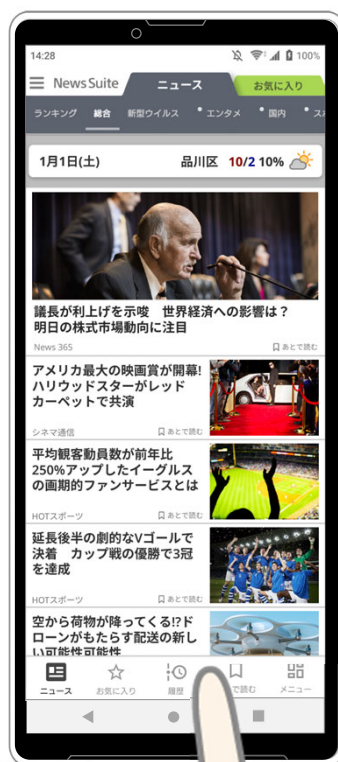 14:28 100%
News Suite ニュース お気に入り
ランキング 総合 新型ウイルス エンタメ 国内 ス
1月1日(土) 品川区 10/2 10%
議長が利上げを示唆 世界経済への影響は?
明日の株式市場動向に注目
News 365 あとで読む
アメリカ最大の映画賞が開幕!
ハリウッドスターがレッド
カーペットで共演
シネマ通信 あとで読む
平均観客動員数が前年比
250%アップしたイーグルス
の画期的ファンサービスとは
HOTスポーツ あとで読む
延長後半の劇的なVゴールで
決着 カップ戦の優勝で3冠
を達成
HOTスポーツ あとで読む
空から荷物が降ってくる!?ド
ローンがもたらす配送の新し
い可能性可能性
ニュース お気に入り 履歴 で読む メニュー